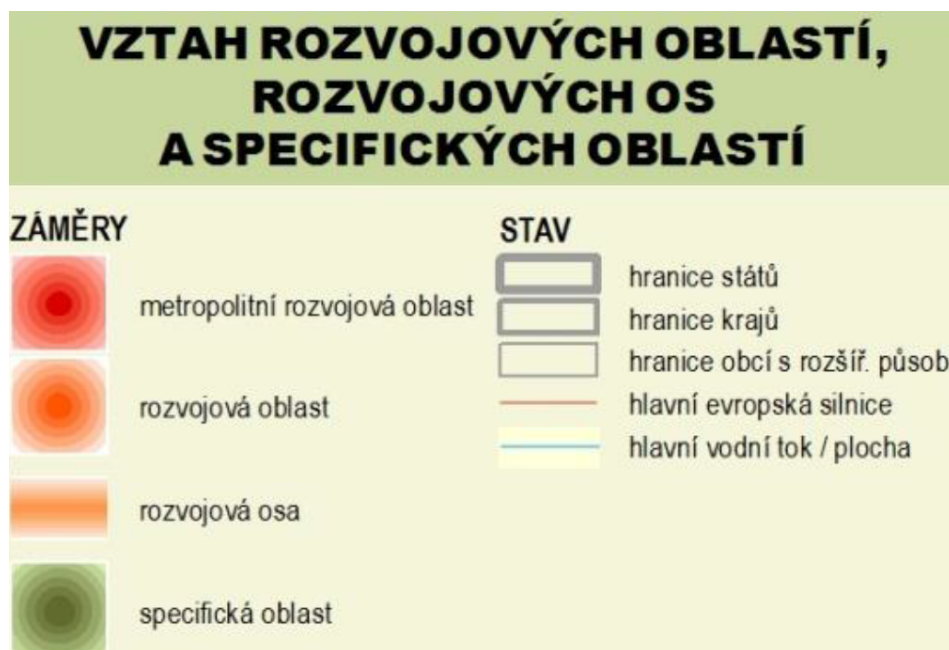 VZTAH ROZVOJOVÝCH OBLASTÍ,
ROZVOJOVÝCH OS
A SPECIFICKÝCH OBLASTÍ
ZÁMĚRY
metropolitní rozvojová oblast
rozvojová oblast
rozvojová osa
specifická oblast
STAV
hranice států
hranice krajů
hranice obcí s rozšíř. působ
hlavní evropská silnice
hlavní vodní tok / plocha